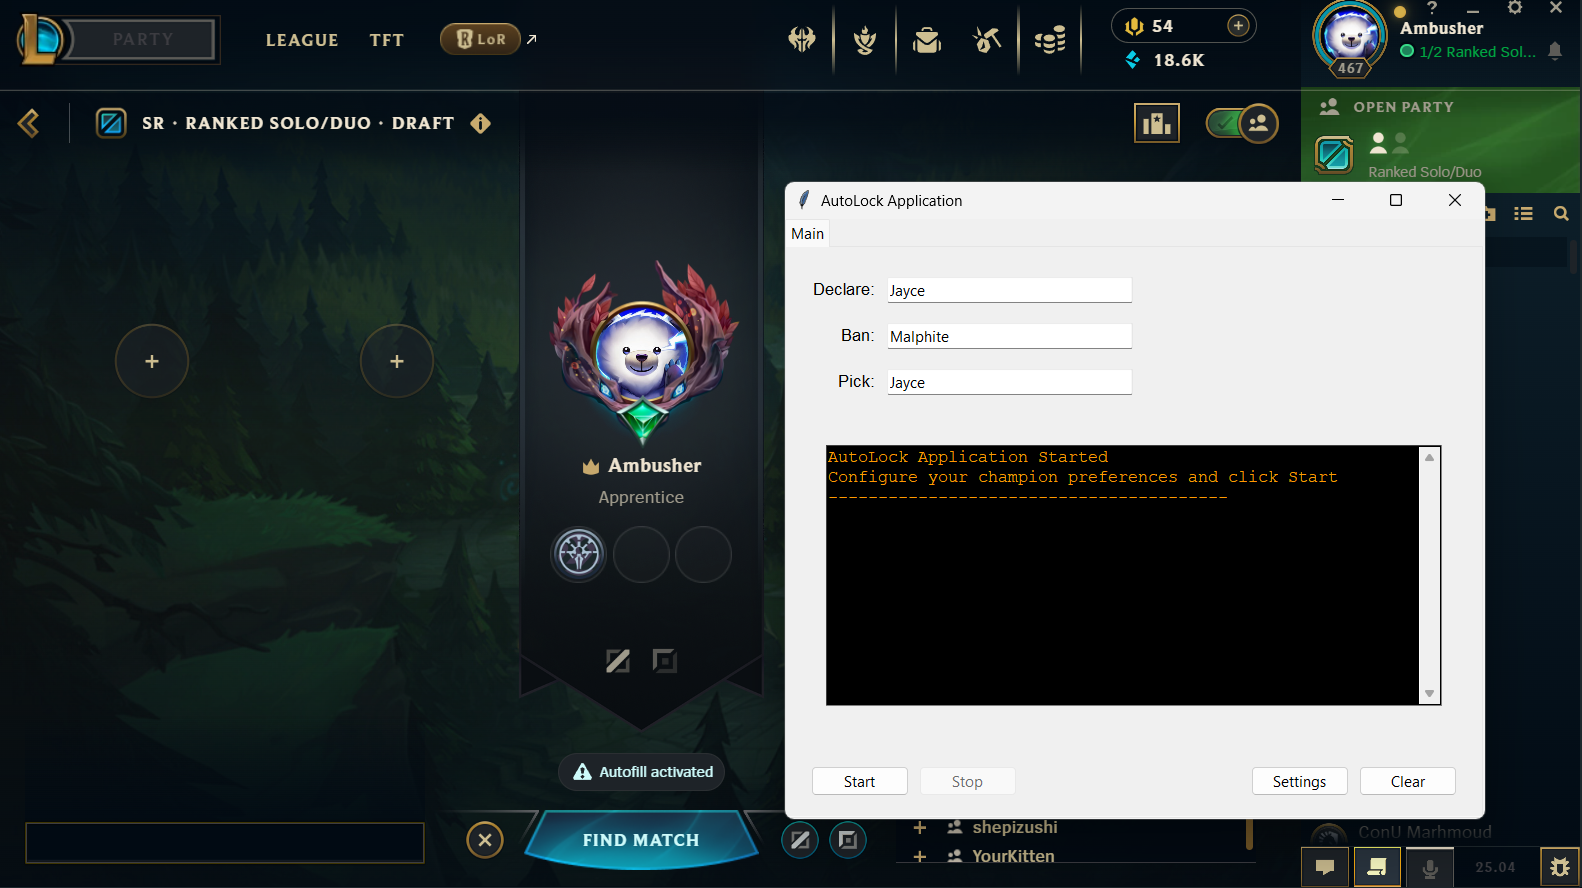 PARTY
LEAGUE
TFT
LoR
54
18.6K
Ambusher
1/2 Ranked Sol...
467
SR · RANKED SOLO/DUO · DRAFT
OPEN PARTY
Ranked Solo/Duo
AutoLock Application
Main
Declare: Jayce
Ban: Malphite
Pick: Jayce
AutoLock Application Started
Configure your champion preferences and click Start
----------------------------------------
Ambusher
Apprentice
Autofill activated
Start
Stop
Settings
Clear
FIND MATCH
shepizushi
YourKitten
ConU Marhmoud
25.04